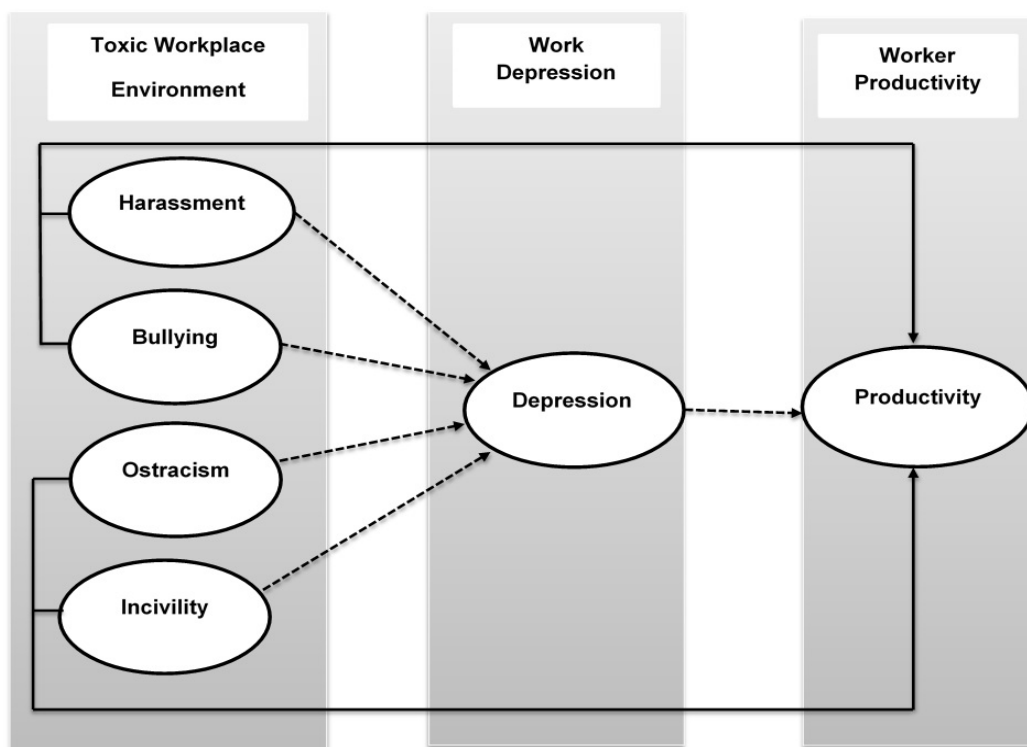 Toxic Workplace
Environment
Work
Depression
Worker
Productivity
Harassment
Bullying
Ostracism
Incivility
Depression
Productivity